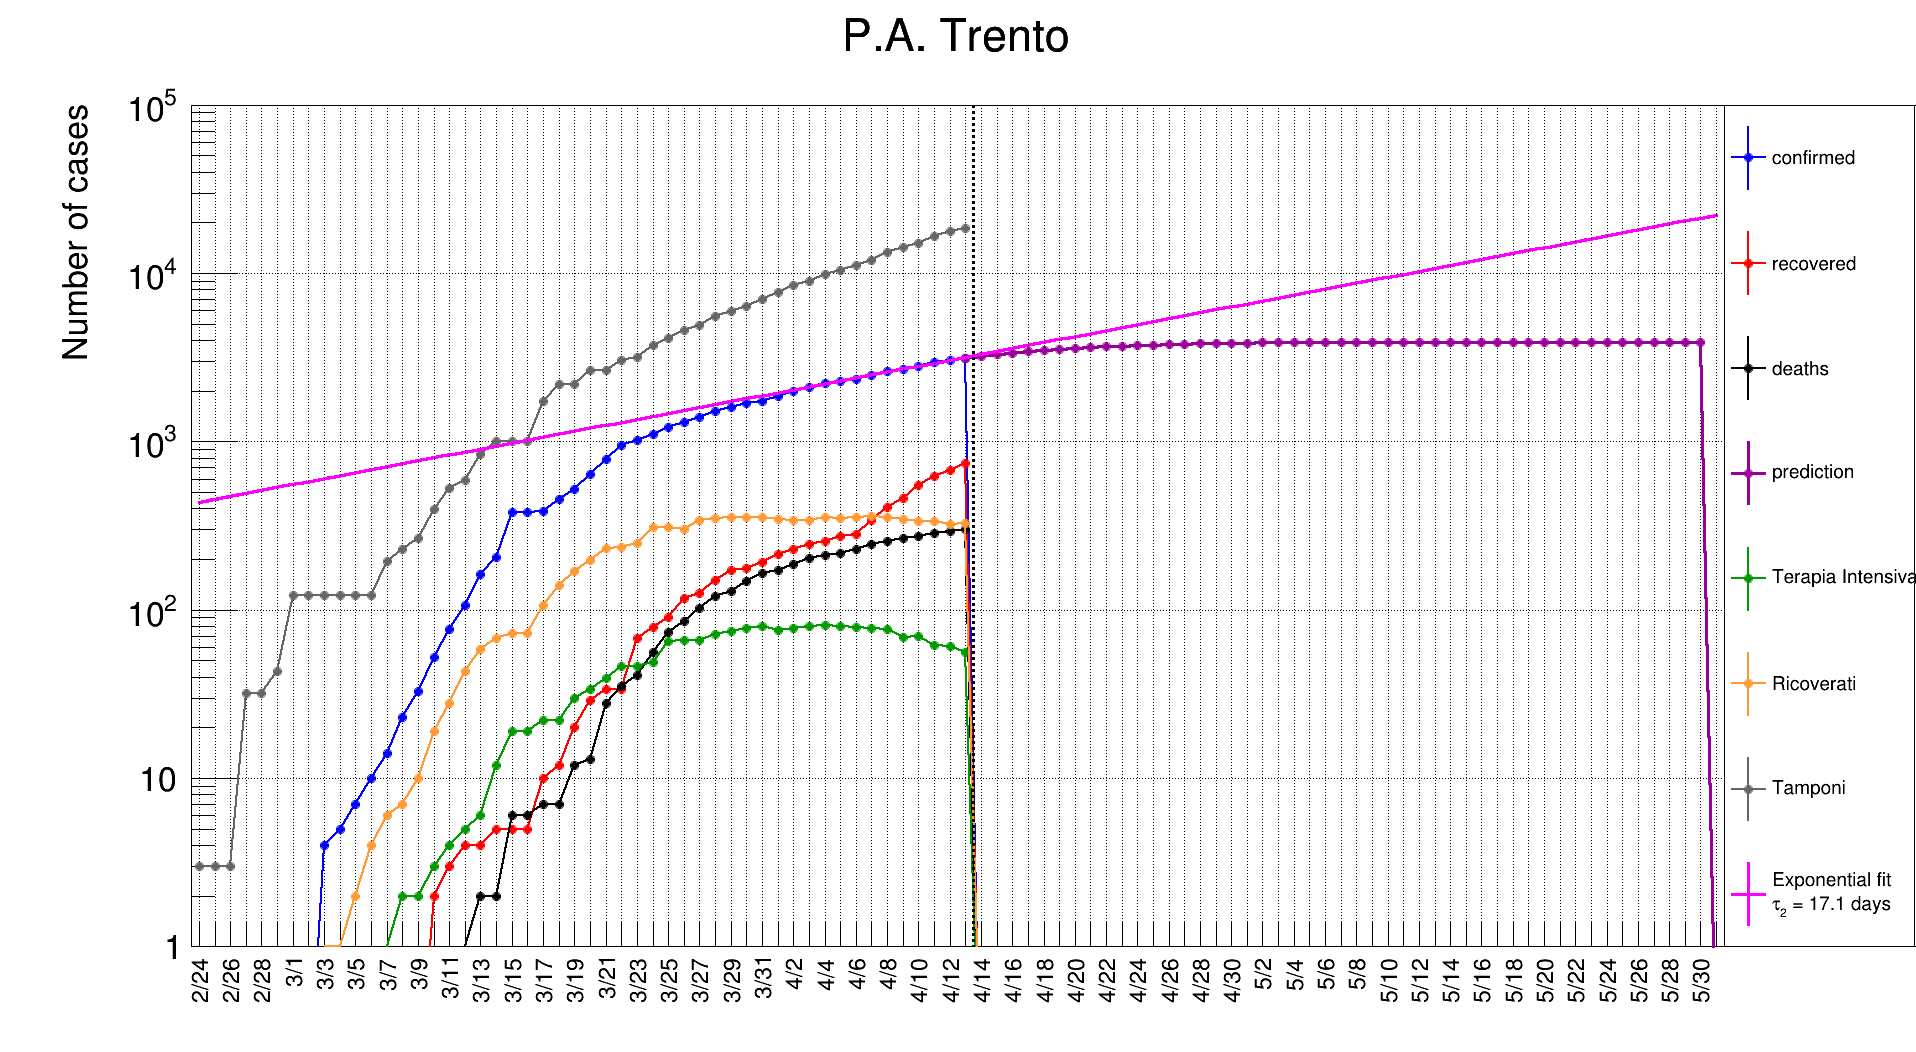 P.A. Trento
Number of cases
10^5
10^4
10^3
10^2
10
1
2/24 2/26 2/28 3/1 3/3 3/5 3/7 3/9 3/11 3/13 3/15 3/17 3/19 3/21 3/23 3/25 3/27 3/29 3/31 4/2 4/4 4/6 4/8 4/10 4/12 4/14 4/16 4/18 4/20 4/22 4/24 4/26 4/28 4/30 5/2 5/4 5/6 5/8 5/10 5/12 5/14 5/16 5/18 5/20 5/22 5/24 5/26 5/28 5/30
confirmed
recovered
deaths
prediction
Terapia Intensiva
Ricoverati
Tamponi
Exponential fit
τ₂ = 17.1 days